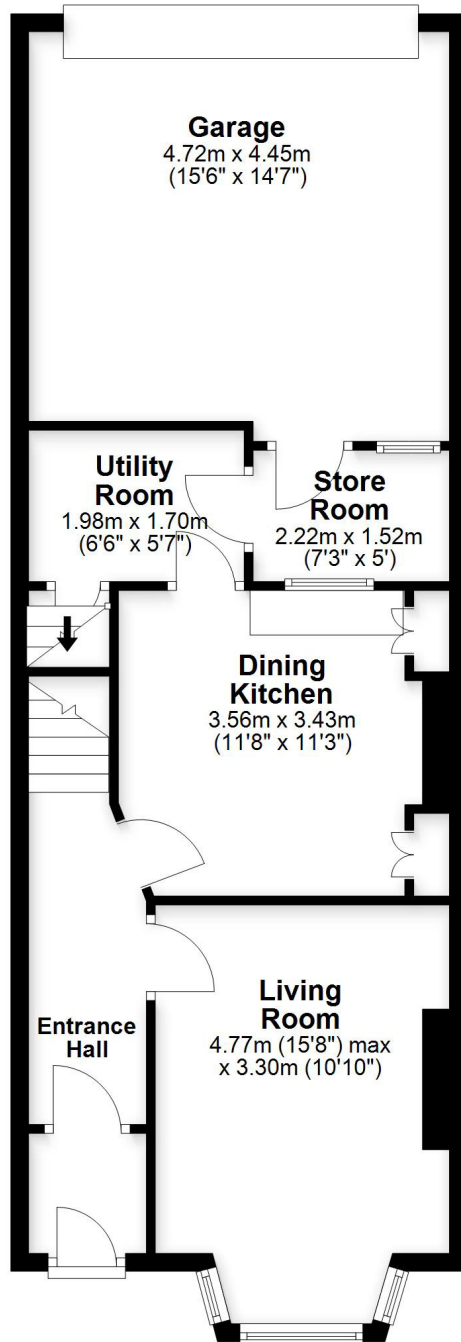 Garage
4.72m x 4.45m
(15'6" x 14'7")
Utility
Room
1.98m x 1.70m
(6'6" x 5'7")
Store
Room
2.22m x 1.52m
(7'3" x 5')
Dining
Kitchen
3.56m x 3.43m
(11'8" x 11'3")
Living
Room
4.77m (15'8") max
x 3.30m (10'10")
Entrance
Hall